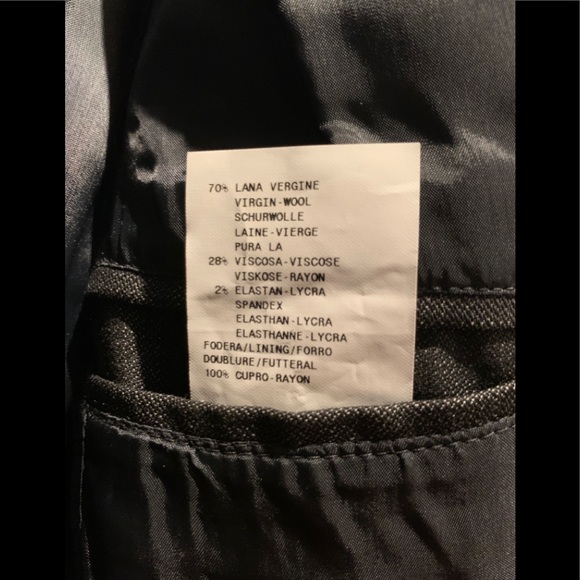 70% LANA VERGINE
VIRGIN-WOOL
SCHURWOLLE
LAINE-VIERGE
PURA LA
28% VISCOSA-VISCOSE
VISKOSE-RAYON
2% ELASTAN-LYCRA
SPANDEX
ELASTHAN-LYCRA
ELASTHANNE-LYCRA
FODERA/LINING/FORRO
DOUBLURE/FUTTERAL
100% CUPRO-RAYON